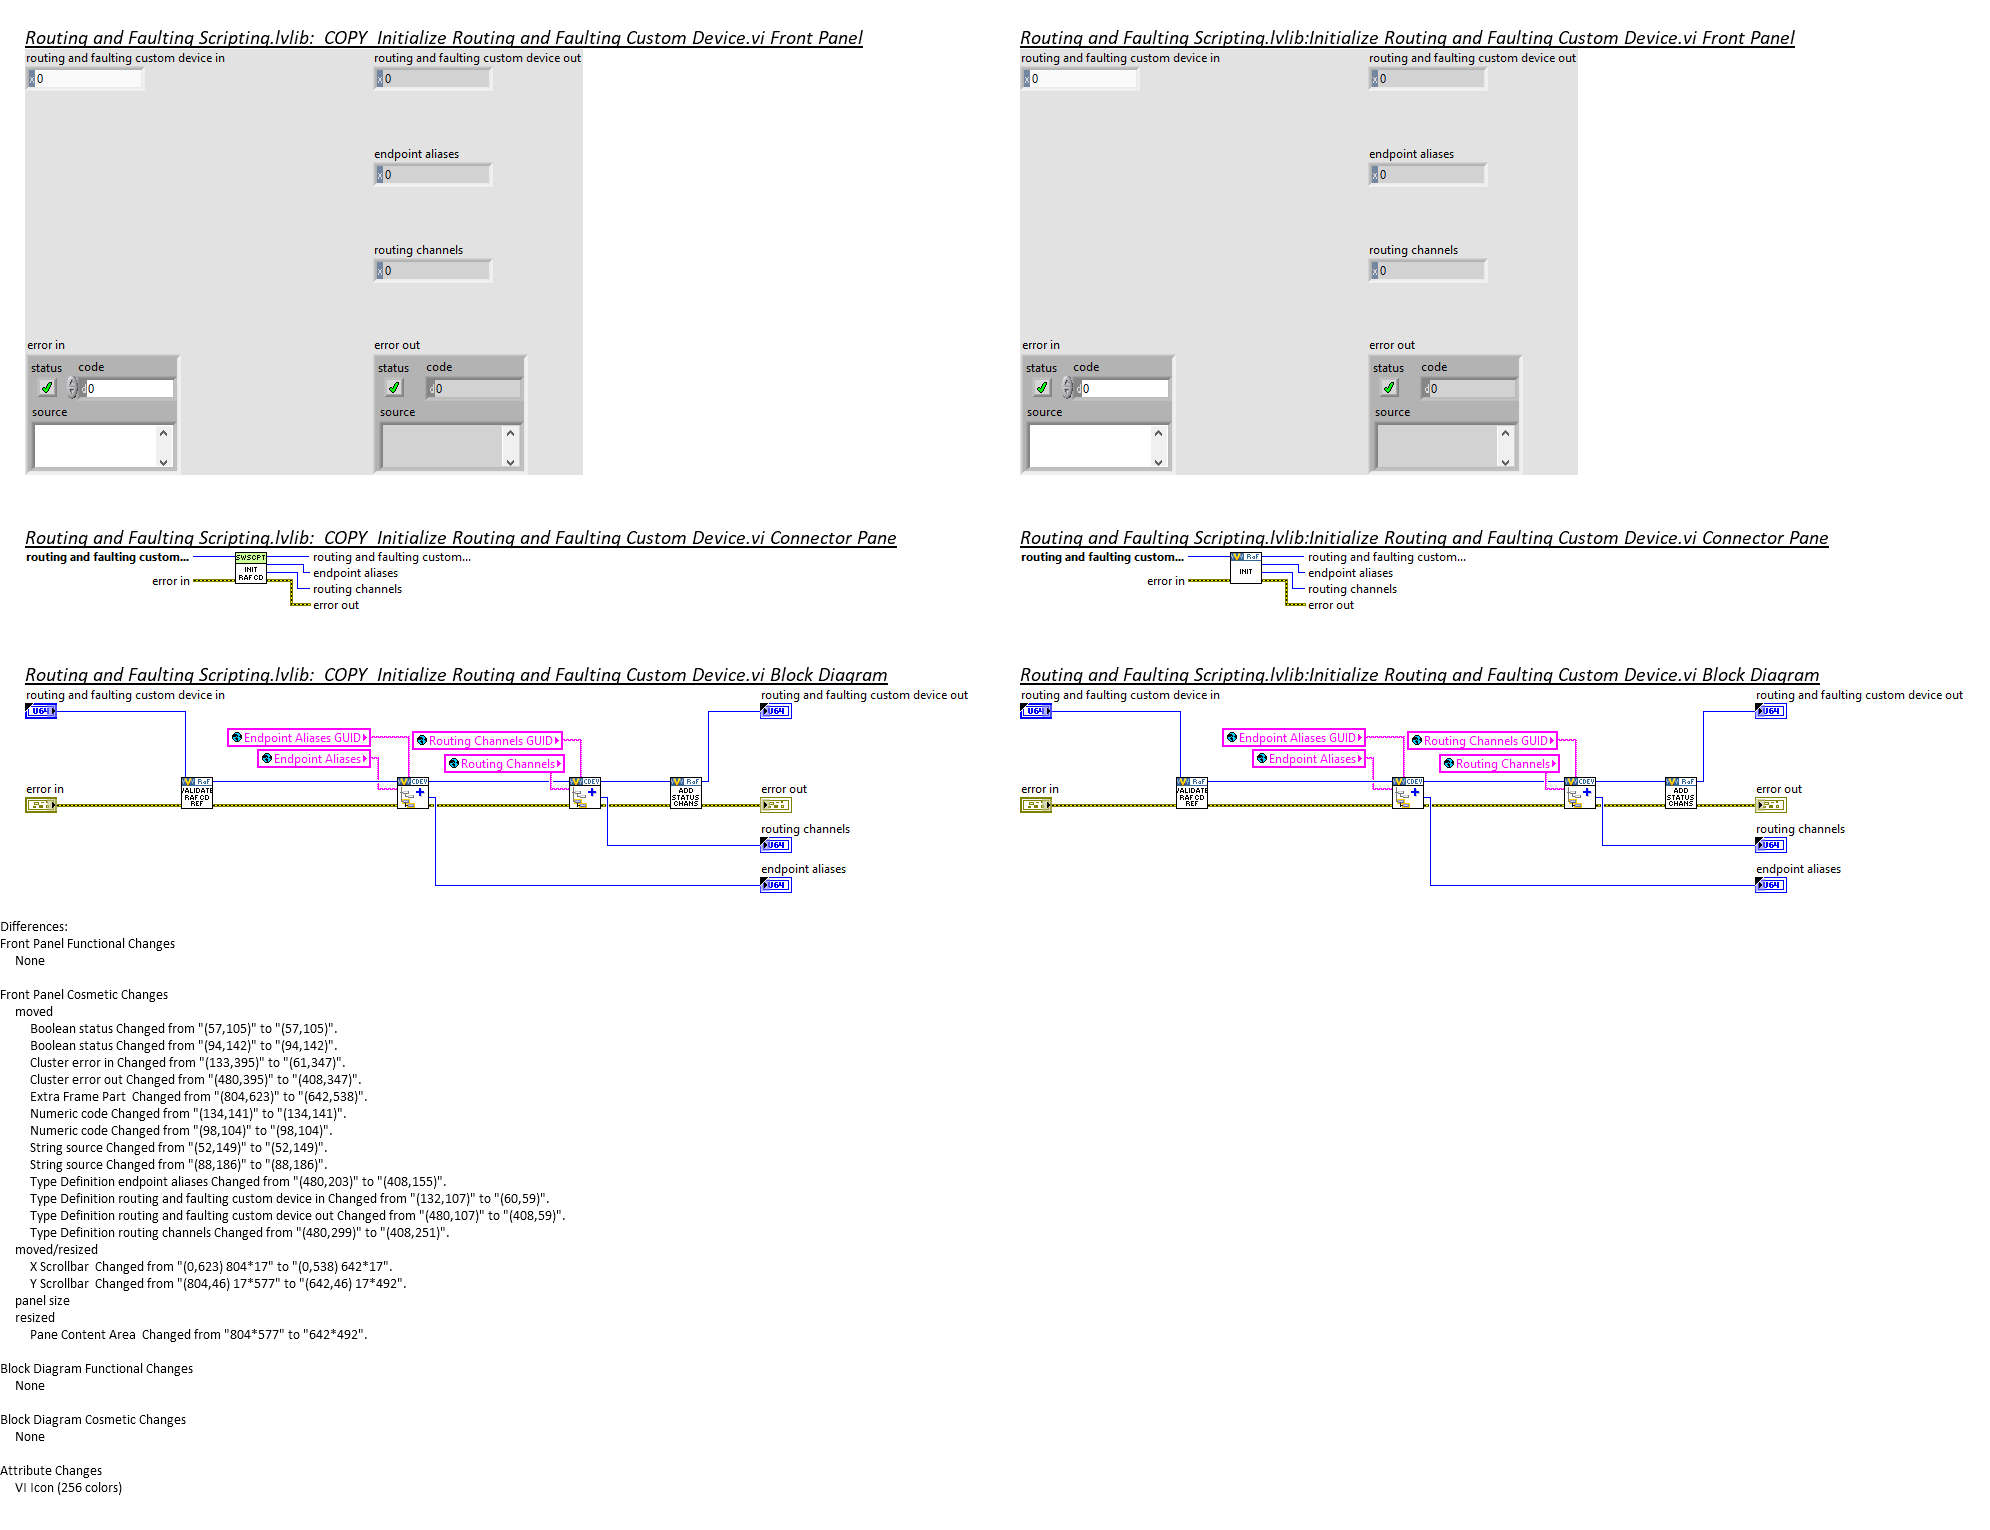 Routing and Faulting Scripting.lvlib:  COPY  Initialize Routing and Faulting Custom Device.vi Front Panel
routing and faulting custom device in
routing and faulting custom device out
x 0
x 0
endpoint aliases
x 0
routing channels
x 0
error in
error out
status code
status code
d 0
d 0
source
source
Routing and Faulting Scripting.lvlib:Initialize Routing and Faulting Custom Device.vi Front Panel
routing and faulting custom device in
routing and faulting custom device out
x 0
x 0
endpoint aliases
x 0
routing channels
x 0
error in
error out
status code
status code
d 0
d 0
source
source
Routing and Faulting Scripting.lvlib:  COPY  Initialize Routing and Faulting Custom Device.vi Connector Pane
routing and faulting custom...
error in
SWSCPT
INIT
RAF CD
routing and faulting custom...
endpoint aliases
routing channels
error out
Routing and Faulting Scripting.lvlib:Initialize Routing and Faulting Custom Device.vi Connector Pane
routing and faulting custom...
error in
RaF
INIT
routing and faulting custom...
endpoint aliases
routing channels
error out
Routing and Faulting Scripting.lvlib:  COPY  Initialize Routing and Faulting Custom Device.vi Block Diagram
routing and faulting custom device in
routing and faulting custom device out
U64
U64
Endpoint Aliases GUID
Routing Channels GUID
Endpoint Aliases
Routing Channels
RaF
VALIDATE
RAF CD
REF
CDEV
CDEV
RaF
ADD
STATUS
CHANS
error in
error out
routing channels
U64
endpoint aliases
U64
Routing and Faulting Scripting.lvlib:Initialize Routing and Faulting Custom Device.vi Block Diagram
routing and faulting custom device in
routing and faulting custom device out
U64
U64
Endpoint Aliases GUID
Routing Channels GUID
Endpoint Aliases
Routing Channels
RaF
VALIDATE
RAF CD
REF
CDEV
CDEV
RaF
ADD
STATUS
CHANS
error in
error out
routing channels
U64
endpoint aliases
U64
Differences:
Front Panel Functional Changes
None
Front Panel Cosmetic Changes
moved
Boolean status Changed from "(57,105)" to "(57,105)".
Boolean status Changed from "(94,142)" to "(94,142)".
Cluster error in Changed from "(133,395)" to "(61,347)".
Cluster error out Changed from "(480,395)" to "(408,347)".
Extra Frame Part  Changed from "(804,623)" to "(642,538)".
Numeric code Changed from "(134,141)" to "(134,141)".
Numeric code Changed from "(98,104)" to "(98,104)".
String source Changed from "(52,149)" to "(52,149)".
String source Changed from "(88,186)" to "(88,186)".
Type Definition endpoint aliases Changed from "(480,203)" to "(408,155)".
Type Definition routing and faulting custom device in Changed from "(132,107)" to "(60,59)".
Type Definition routing and faulting custom device out Changed from "(480,107)" to "(408,59)".
Type Definition routing channels Changed from "(480,299)" to "(408,251)".
moved/resized
X Scrollbar  Changed from "(0,623) 804*17" to "(0,538) 642*17".
Y Scrollbar  Changed from "(804,46) 17*577" to "(642,46) 17*492".
panel size
resized
Pane Content Area  Changed from "804*577" to "642*492".
Block Diagram Functional Changes
None
Block Diagram Cosmetic Changes
None
Attribute Changes
VI Icon (256 colors)